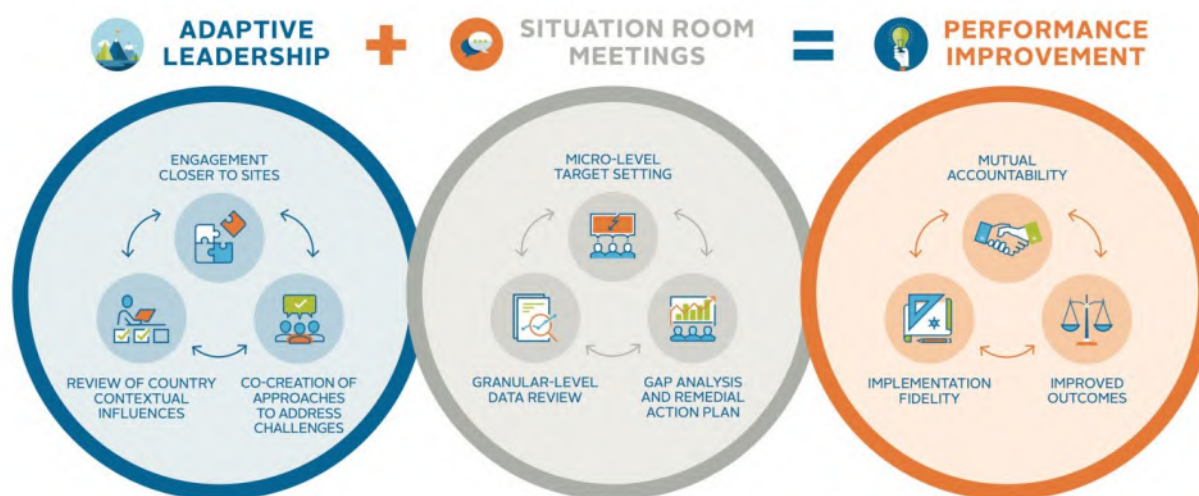 ADAPTIVE
LEADERSHIP
+
SITUATION ROOM
MEETINGS
=
PERFORMANCE
IMPROVEMENT
ENGAGEMENT
CLOSER TO SITES
REVIEW OF COUNTRY
CONTEXTUAL
INFLUENCES
CO-CREATION OF
APPROACHES
TO ADDRESS
CHALLENGES
MICRO-LEVEL
TARGET SETTING
GRANULAR-LEVEL
DATA REVIEW
GAP ANALYSIS
AND REMEDIAL
ACTION PLAN
MUTUAL
ACCOUNTABILITY
IMPLEMENTATION
FIDELITY
IMPROVED
OUTCOMES